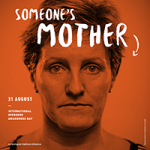 SOMEONE'S
MOTHER
31 AUGUST
INTERNATIONAL
OVERDOSE
AWARENESS DAY